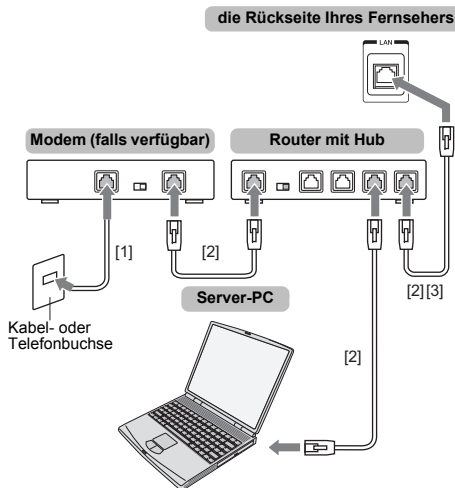 die Rückseite Ihres Fernsehers
LAN
Modem (falls verfügbar)
Router mit Hub
[1]
[2]
[2] [3]
Server-PC
Kabel- oder
Telefonbuchse
[2]